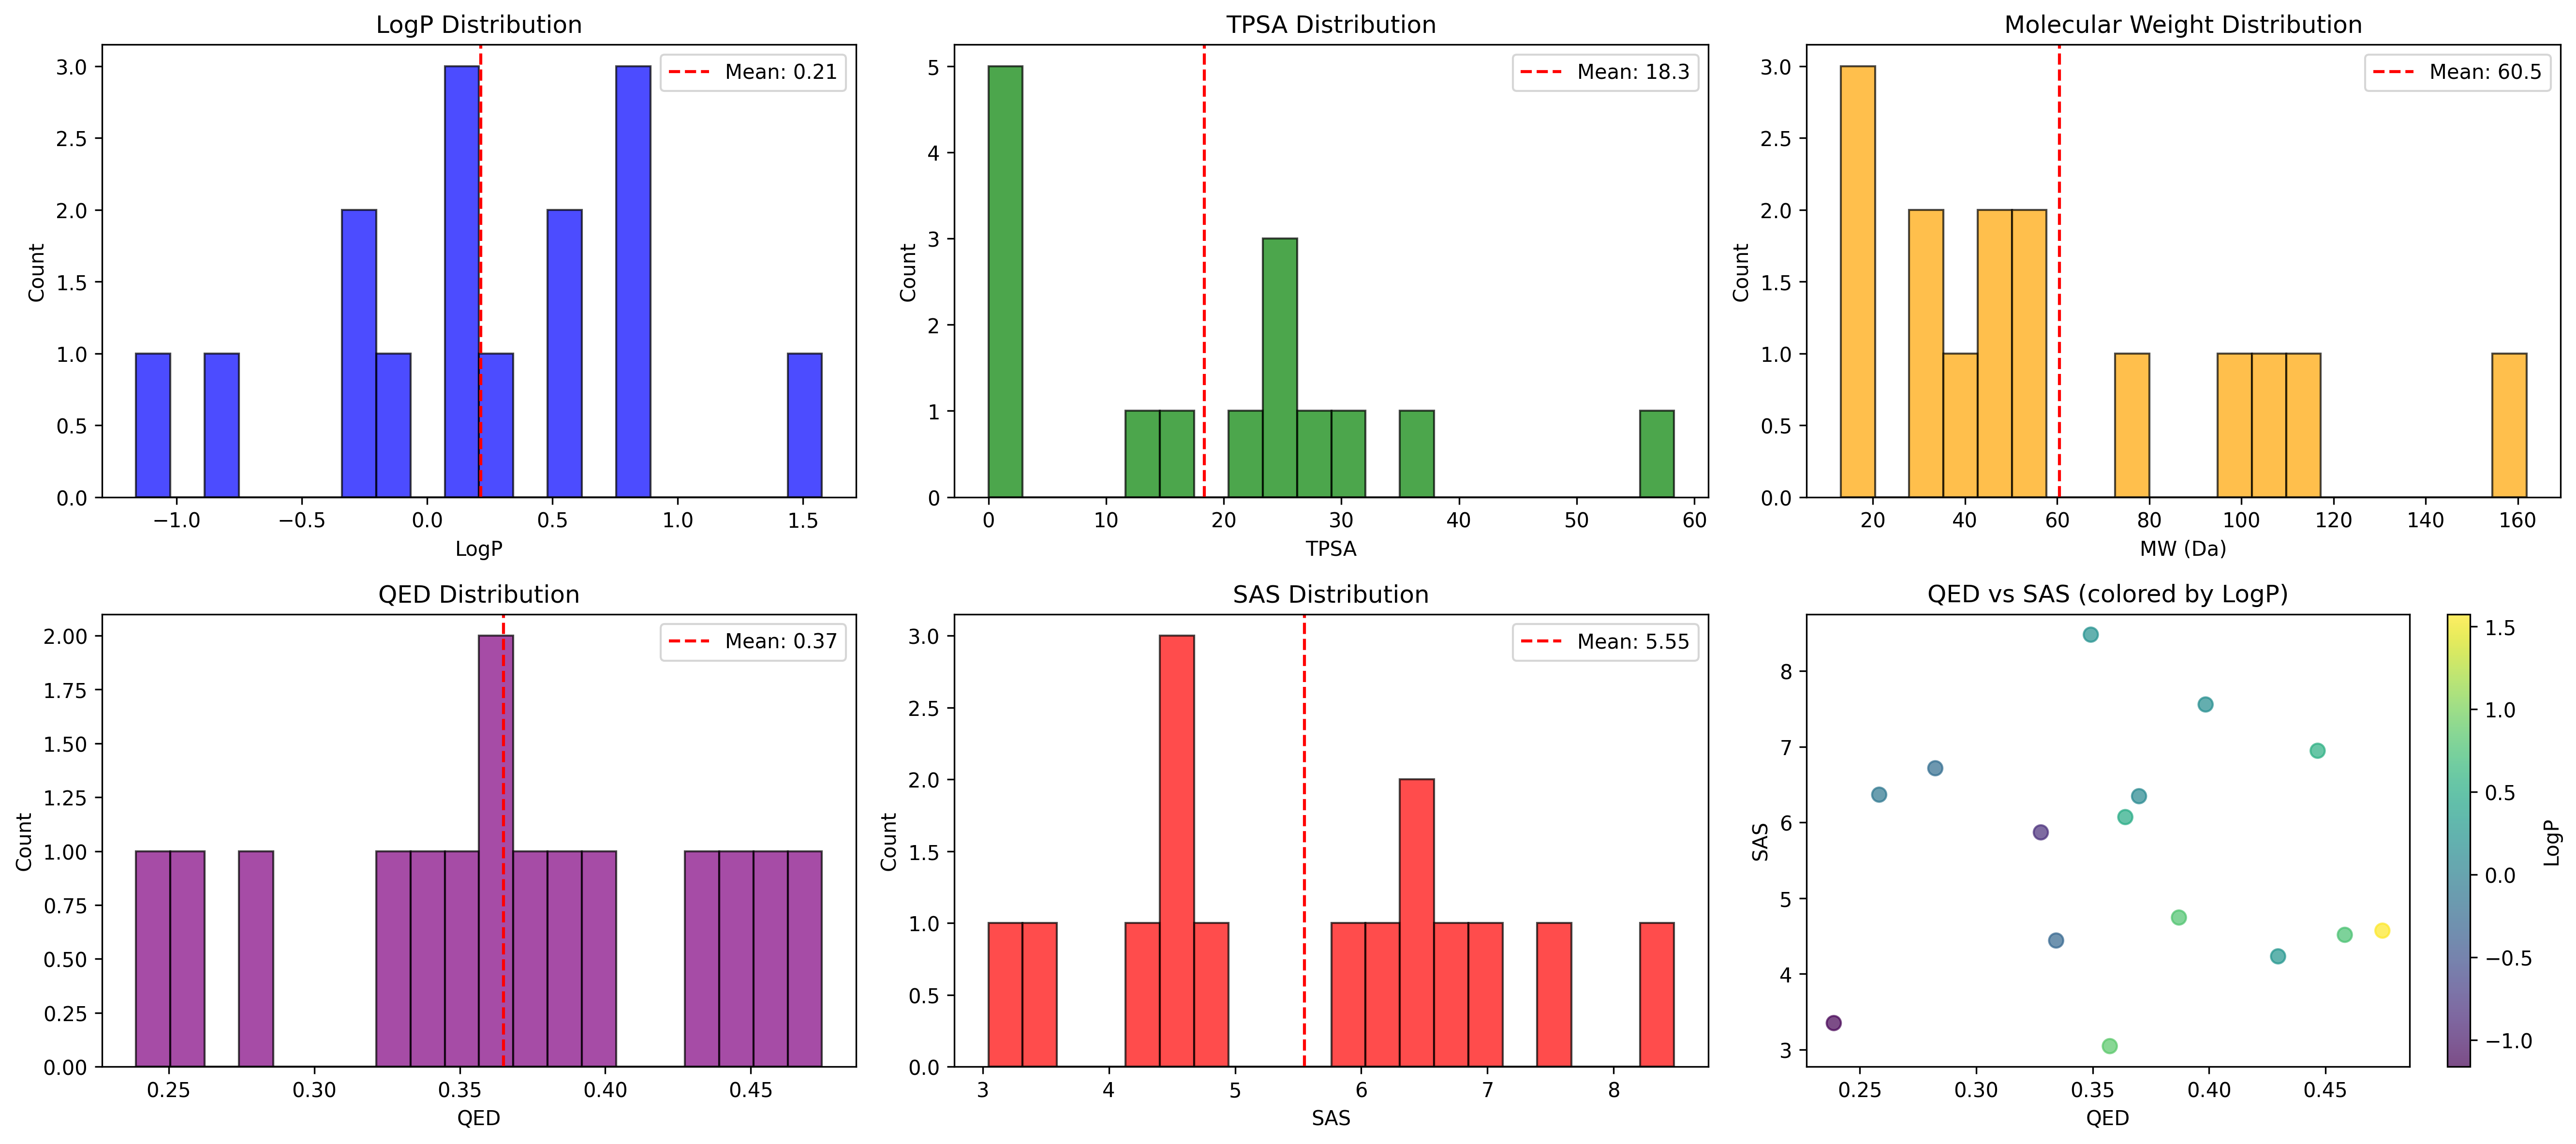 LogP Distribution
Mean: 0.21
Count
3.0
2.5
2.0
1.5
1.0
0.5
0.0
−1.0 −0.5 0.0 0.5 1.0 1.5
LogP
TPSA Distribution
Mean: 18.3
Count
5
4
3
2
1
0
0 10 20 30 40 50 60
TPSA
Molecular Weight Distribution
Mean: 60.5
Count
3.0
2.5
2.0
1.5
1.0
0.5
0.0
20 40 60 80 100 120 140 160
MW (Da)
QED Distribution
Mean: 0.37
Count
2.00
1.75
1.50
1.25
1.00
0.75
0.50
0.25
0.00
0.25 0.30 0.35 0.40 0.45
QED
SAS Distribution
Mean: 5.55
Count
3.0
2.5
2.0
1.5
1.0
0.5
0.0
3 4 5 6 7 8
SAS
QED vs SAS (colored by LogP)
SAS
8
7
6
5
4
3
0.25 0.30 0.35 0.40 0.45
QED
1.5
1.0
0.5
0.0
−0.5
−1.0
LogP